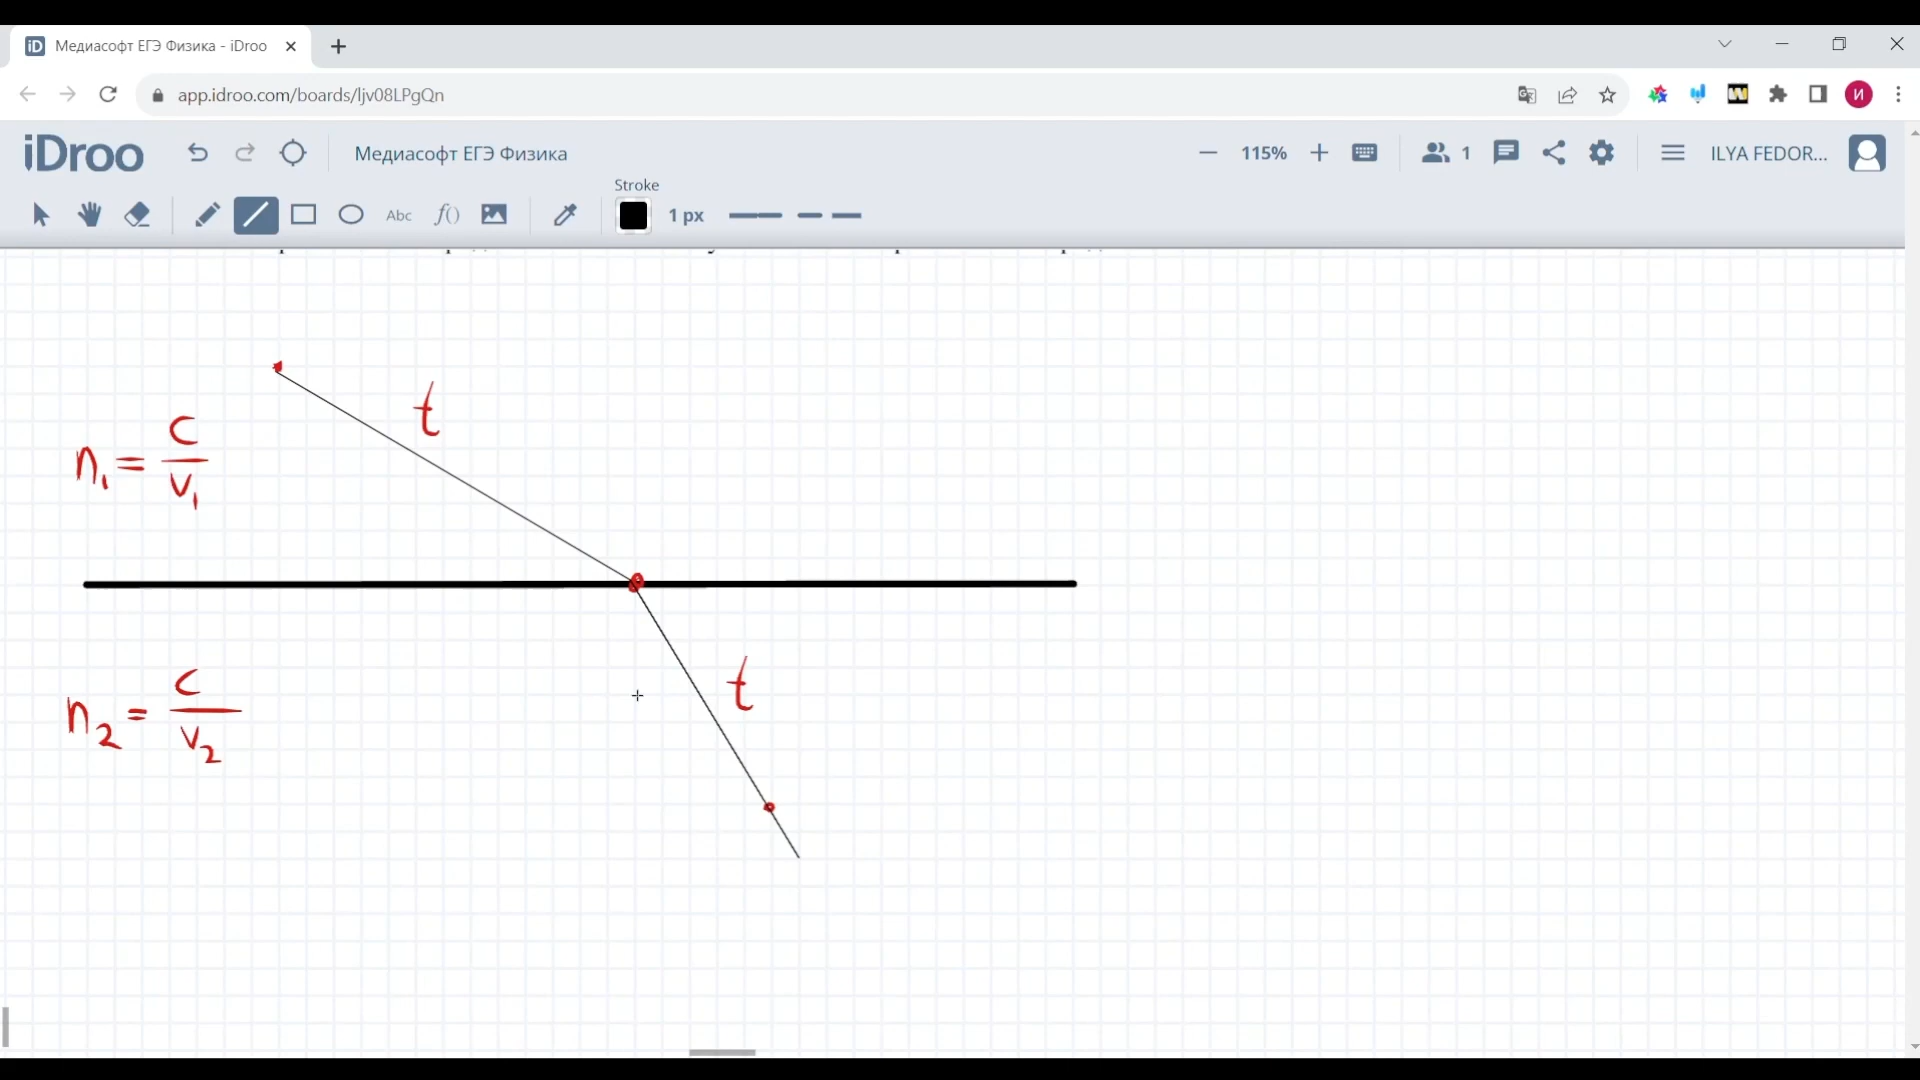 Медиасофт ЕГЭ Физика - iDroo
app.idroo.com/boards/ljv08LPgQn
iDroo
Медиасофт ЕГЭ Физика
115%
1
ILYA FEDOR...
Stroke
Abc
f()
1 px
И
t
n₁ = c/v₁
n₂ = c/v₂
t